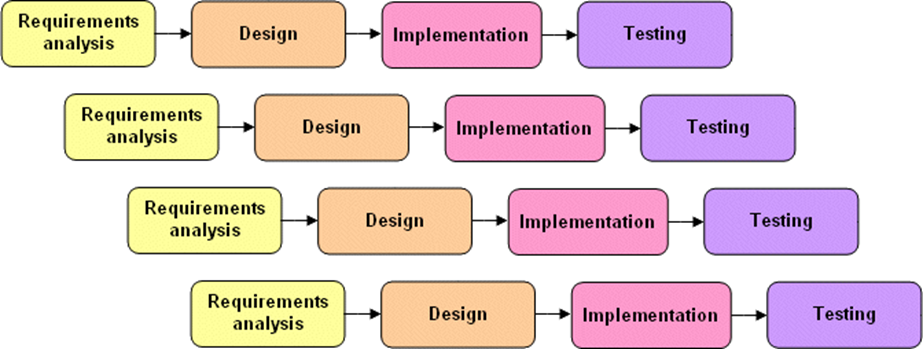 Requirements
analysis
Design
Implementation
Testing
Requirements
analysis
Design
Implementation
Testing
Requirements
analysis
Design
Implementation
Testing
Requirements
analysis
Design
Implementation
Testing